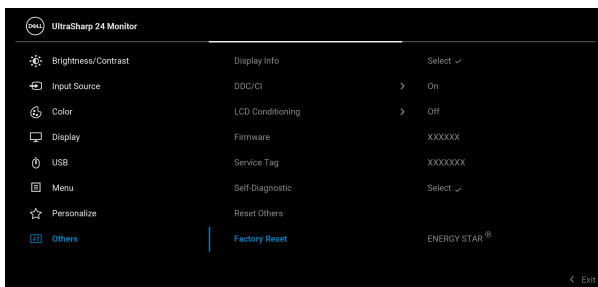 DELL UltraSharp 24 Monitor
Brightness/Contrast Display Info Select ✓
Input Source DDC/CI > On
Color LCD Conditioning > Off
Display Firmware XXXXXX
USB Service Tag XXXXXXX
Menu Self-Diagnostic Select ✓
Personalize Reset Others
Others Factory Reset ENERGY STAR ®
< Exit